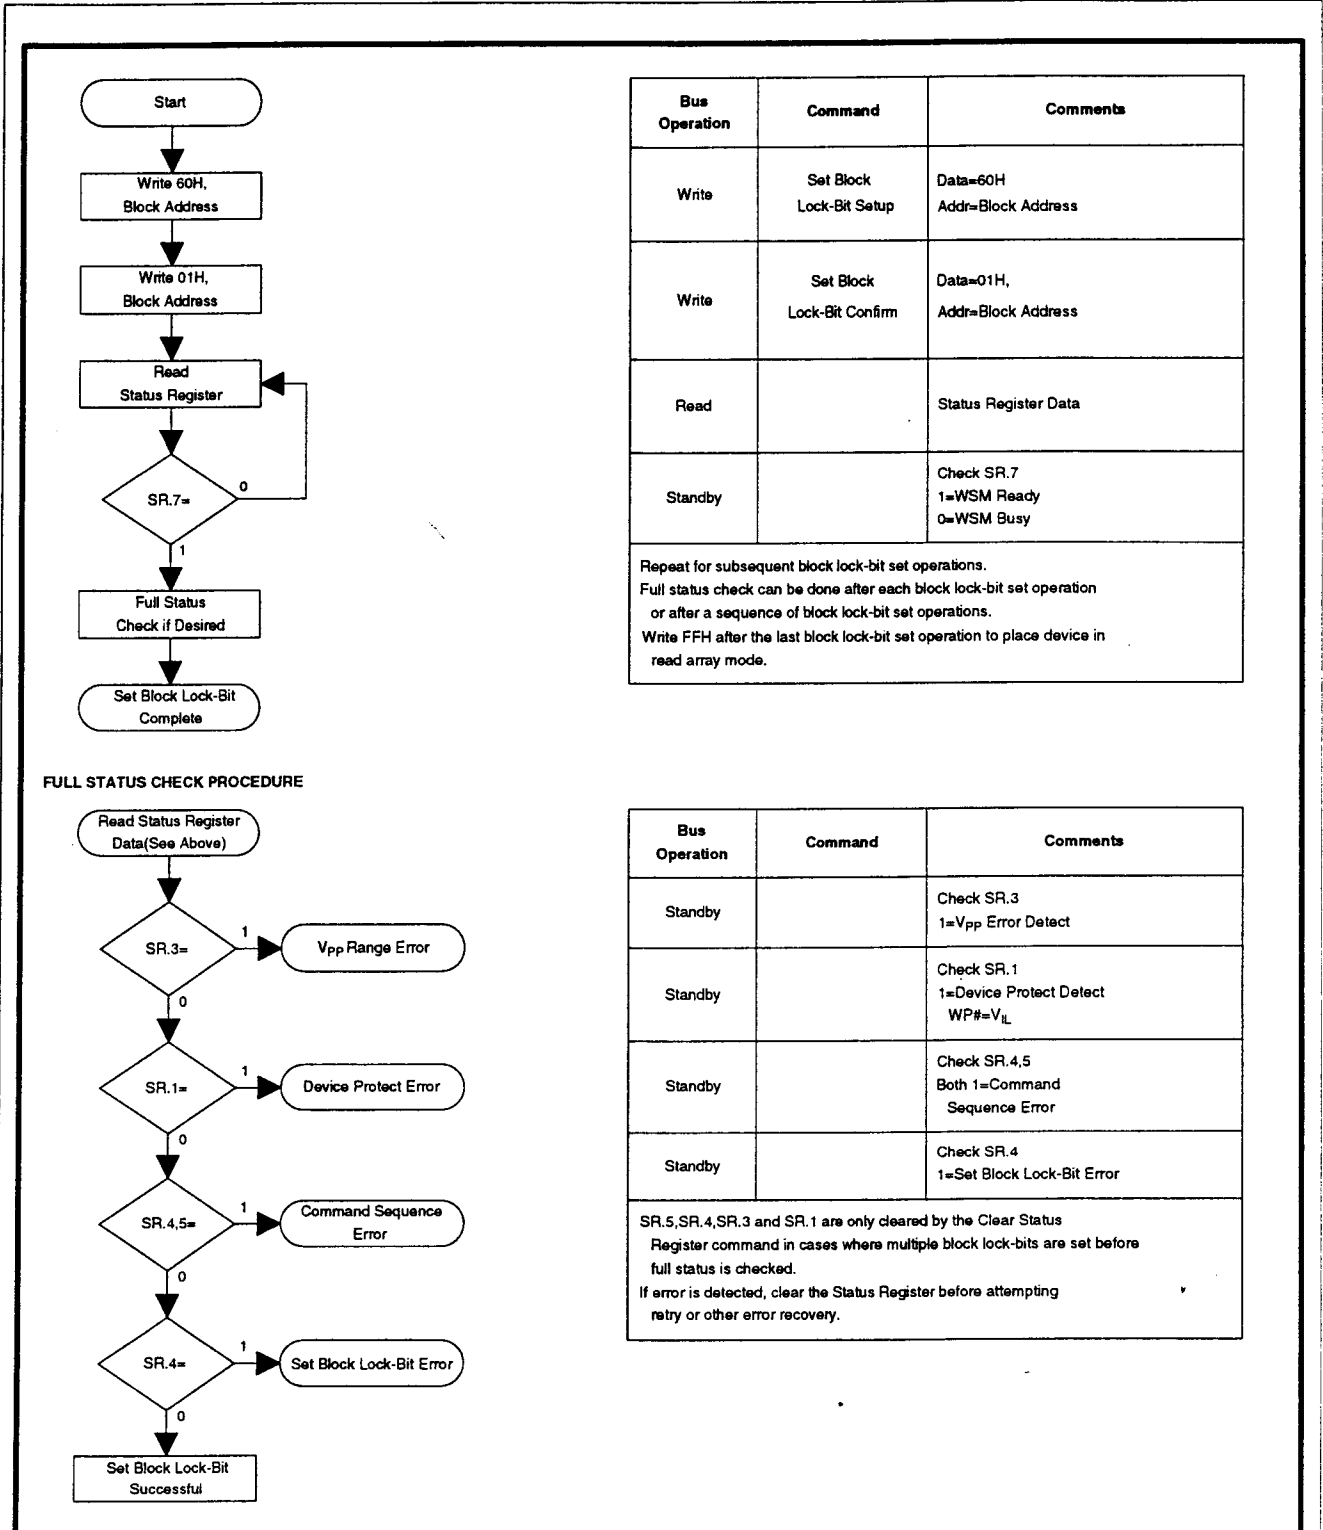 Start
Write 60H,
Block Address
Write 01H,
Block Address
Read
Status Register
SR.7=
0
1
Full Status
Check if Desired
Set Block Lock-Bit
Complete
Bus
Operation
Command
Comments
Write
Set Block
Lock-Bit Setup
Data=60H
Addr=Block Address
Write
Set Block
Lock-Bit Confirm
Data=01H,
Addr=Block Address
Read
Status Register Data
Standby
Check SR.7
1=WSM Ready
0=WSM Busy
Repeat for subsequent block lock-bit set operations.
Full status check can be done after each block lock-bit set operation
or after a sequence of block lock-bit set operations.
Write FFH after the last block lock-bit set operation to place device in
read array mode.
FULL STATUS CHECK PROCEDURE
Read Status Register
Data(See Above)
SR.3=
1
VPP Range Error
0
SR.1=
1
Device Protect Error
0
SR.4,5=
1
Command Sequence
Error
0
SR.4=
1
Set Block Lock-Bit Error
0
Set Block Lock-Bit
Successful
Bus
Operation
Command
Comments
Standby
Check SR.3
1=VPP Error Detect
Standby
Check SR.1
1=Device Protect Detect
WP#=VIL
Standby
Check SR.4,5
Both 1=Command
Sequence Error
Standby
Check SR.4
1=Set Block Lock-Bit Error
SR.5,SR.4,SR.3 and SR.1 are only cleared by the Clear Status
Register command in cases where multiple block lock-bits are set before
full status is checked.
If error is detected, clear the Status Register before attempting
retry or other error recovery.